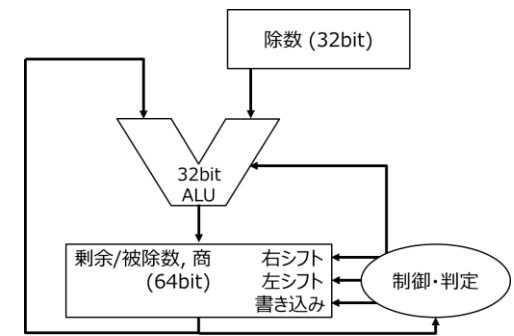 除数 (32bit)
32bit
ALU
剰余/被除数, 商
(64bit)
右シフト
左シフト
書き込み
制御・判定